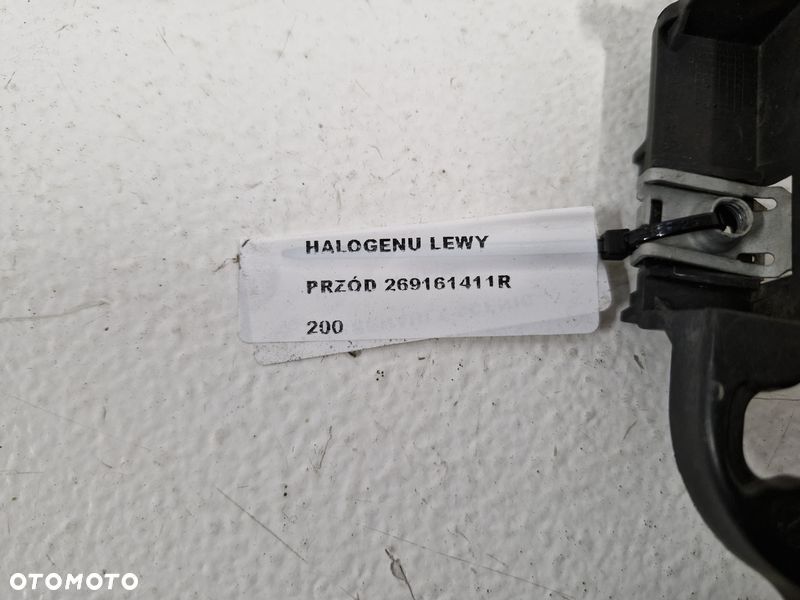 HALOGENU LEWY
PRZÓD 269161411R
200
OTOMOTO